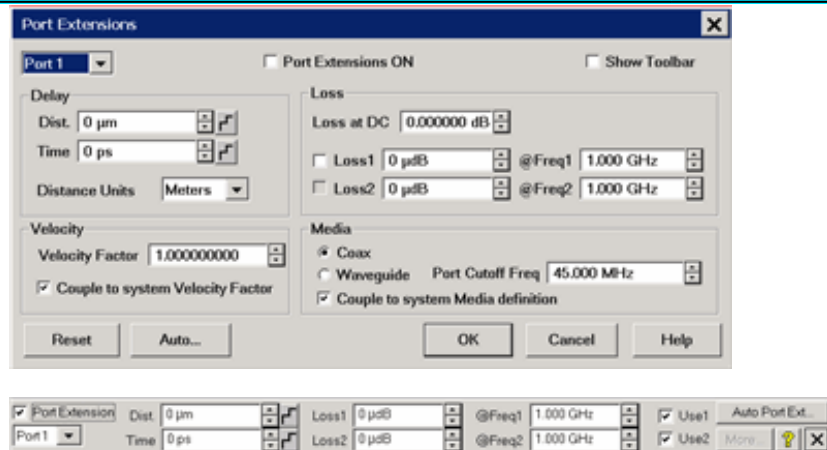 Port Extensions
Port 1
Port Extensions ON
Show Toolbar
Delay
Dist. 0 µm
Time 0 ps
Distance Units Meters
Loss
Loss at DC 0.000000 dB
Loss1 0 µdB @Freq1 1.000 GHz
Loss2 0 µdB @Freq2 1.000 GHz
Velocity
Velocity Factor 1.000000000
Couple to system Velocity Factor
Media
Coax
Waveguide Port Cutoff Freq 45.000 MHz
Couple to system Media definition
Reset Auto... OK Cancel Help
Port Extension Dist. 0 µm Loss1 0 µdB @Freq1 1.000 GHz Use1 Auto Port Ext...
Port 1 Time 0 ps Loss2 0 µdB @Freq2 1.000 GHz Use2 More... ?